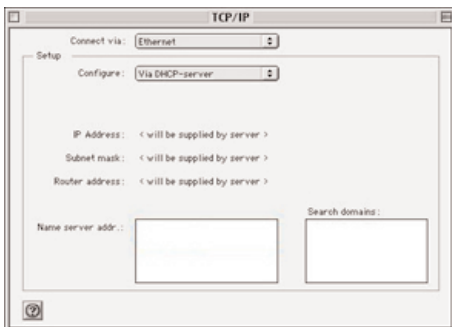 TCP/IP
Connect via: Ethernet
Setup
Configure: Via DHCP-server
IP Address: < will be supplied by server >
Subnet mask: < will be supplied by server >
Router address: < will be supplied by server >
Search domains:
Name server addr.:
?